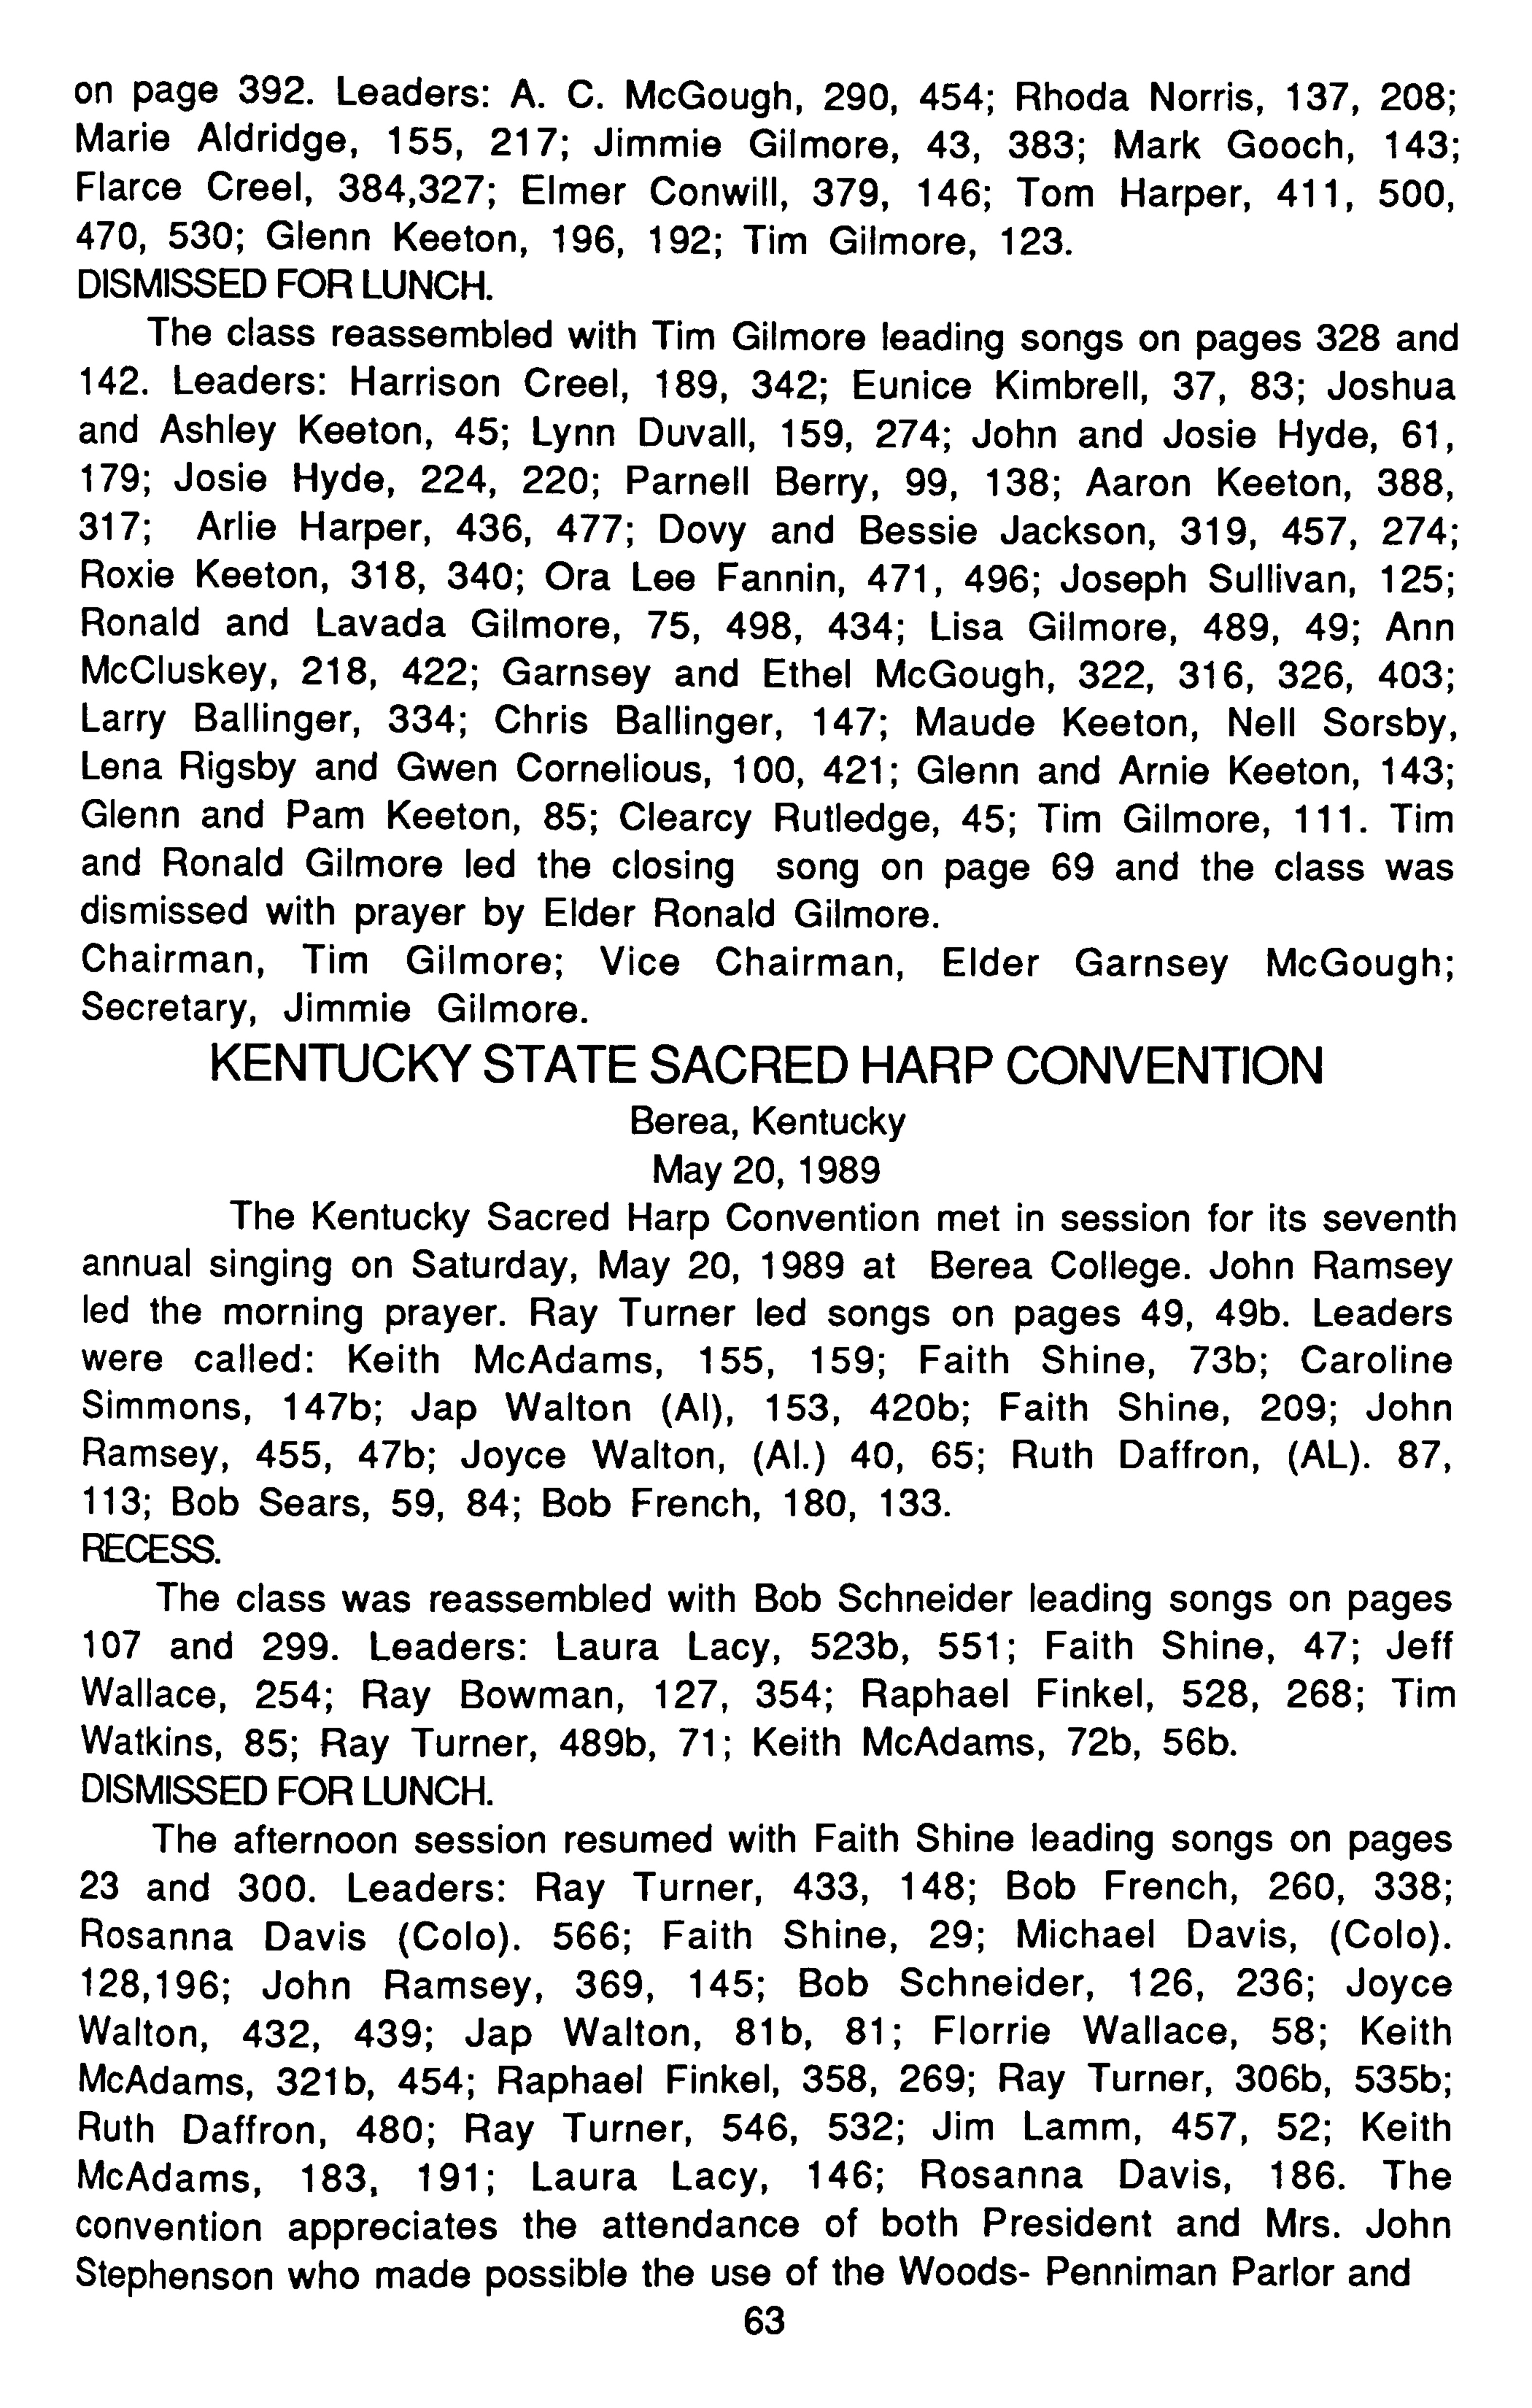 on page 392. Leaders: A. C. McGough, 290, 454; Rhoda Norris, 137, 208;
Marie Aldridge, 155, 217; Jimmie Gilmore, 43, 383; Mark Gooch, 143;
Flarce Creel, 384,327; Elmer Conwill, 379, 146; Tom Harper, 411, 500,
470, 530; Glenn Keeton, 196, 192; Tim Gilmore, 123.
DISMISSED FOR LUNCH.
The class reassembled with Tim Gilmore leading songs on pages 328 and
142. Leaders: Harrison Creel, 189, 342; Eunice Kimbrell, 37, 83; Joshua
and Ashley Keeton, 45; Lynn Duvall, 159, 274; John and Josie Hyde, 61,
179; Josie Hyde, 224, 220; Parnell Berry, 99, 138; Aaron Keeton, 388,
317; Arlie Harper, 436, 477; Dovy and Bessie Jackson, 319, 457, 274;
Roxie Keeton, 318, 340; Ora Lee Fannin, 471, 496; Joseph Sullivan, 125;
Ronald and Lavada Gilmore, 75, 498, 434; Lisa Gilmore, 489, 49; Ann
McCluskey, 218, 422; Garnsey and Ethel McGough, 322, 316, 326, 403;
Larry Ballinger, 334; Chris Ballinger, 147; Maude Keeton, Nell Sorsby,
Lena Rigsby and Gwen Cornelious, 100, 421; Glenn and Arnie Keeton, 143;
Glenn and Pam Keeton, 85; Clearcy Rutledge, 45; Tim Gilmore, 111. Tim
and Ronald Gilmore led the closing song on page 69 and the class was
dismissed with prayer by Elder Ronald Gilmore.
Chairman, Tim Gilmore; Vice Chairman, Elder Garnsey McGough;
Secretary, Jimmie Gilmore.
KENTUCKY STATE SACRED HARP CONVENTION
Berea, Kentucky
May 20, 1989
The Kentucky Sacred Harp Convention met in session for its seventh
annual singing on Saturday, May 20, 1989 at Berea College. John Ramsey
led the morning prayer. Ray Turner led songs on pages 49, 49b. Leaders
were called: Keith McAdams, 155, 159; Faith Shine, 73b; Caroline
Simmons, 147b; Jap Walton (Al), 153, 420b; Faith Shine, 209; John
Ramsey, 455, 47b; Joyce Walton, (Al.) 40, 65; Ruth Daffron, (AL). 87,
113; Bob Sears, 59, 84; Bob French, 180, 133.
RECESS.
The class was reassembled with Bob Schneider leading songs on pages
107 and 299. Leaders: Laura Lacy, 523b, 551; Faith Shine, 47; Jeff
Wallace, 254; Ray Bowman, 127, 354; Raphael Finkel, 528, 268; Tim
Watkins, 85; Ray Turner, 489b, 71; Keith McAdams, 72b, 56b.
DISMISSED FOR LUNCH.
The afternoon session resumed with Faith Shine leading songs on pages
23 and 300. Leaders: Ray Turner, 433, 148; Bob French, 260, 338;
Rosanna Davis (Colo). 566; Faith Shine, 29; Michael Davis, (Colo).
128,196; John Ramsey, 369, 145; Bob Schneider, 126, 236; Joyce
Walton, 432, 439; Jap Walton, 81b, 81; Florrie Wallace, 58; Keith
McAdams, 321b, 454; Raphael Finkel, 358, 269; Ray Turner, 306b, 535b;
Ruth Daffron, 480; Ray Turner, 546, 532; Jim Lamm, 457, 52; Keith
McAdams, 183, 191; Laura Lacy, 146; Rosanna Davis, 186. The
convention appreciates the attendance of both President and Mrs. John
Stephenson who made possible the use of the Woods- Penniman Parlor and
63